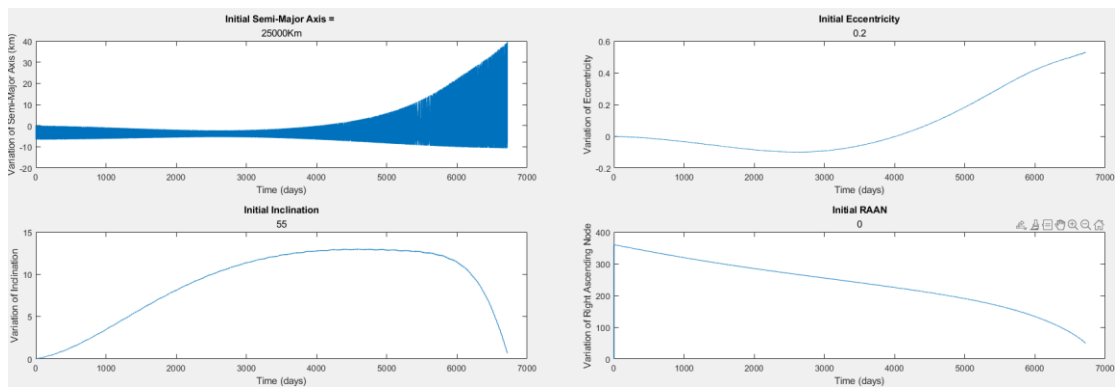 Initial Semi-Major Axis =
25000Km
Variation of Semi-Major Axis (km)
40
30
20
10
0
-10
-20
0 1000 2000 3000 4000 5000 6000 7000
Time (days)
Initial Eccentricity
0.2
Variation of Eccentricity
0.6
0.4
0.2
0
-0.2
0 1000 2000 3000 4000 5000 6000 7000
Time (days)
Initial Inclination
55
Variation of Inclination
15
10
5
0
0 1000 2000 3000 4000 5000 6000 7000
Time (days)
Initial RAAN
0
Variation of Right Ascending Node
400
300
200
100
0
0 1000 2000 3000 4000 5000 6000 7000
Time (days)